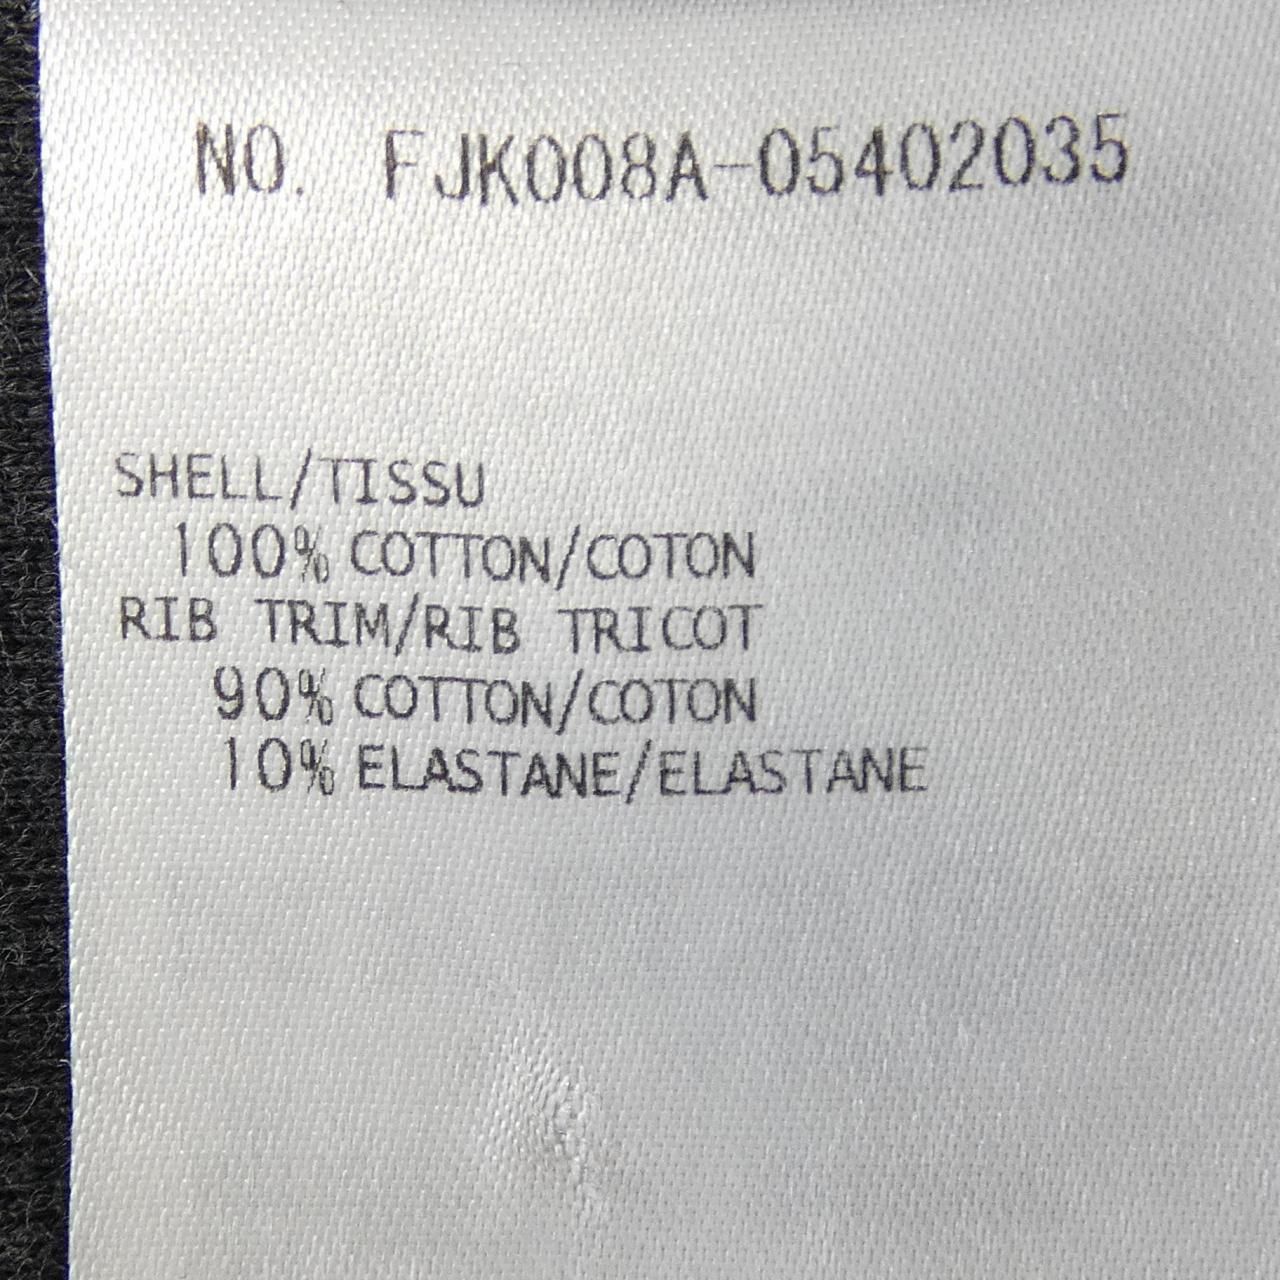 NO. FJK008A-05402035
SHELL/TISSU
100% COTTON/COTON
RIB TRIM/RIB TRICOT
90% COTTON/COTON
10% ELASTANE/ELASTANE